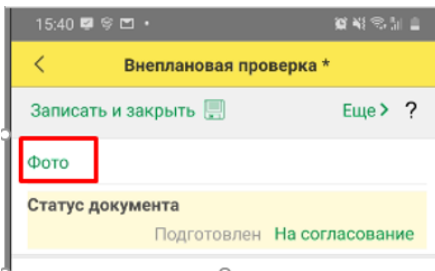 15:40
Внеплановая проверка *
Записать и закрыть Еще > ?
Фото
Статус документа
Подготовлен На согласование